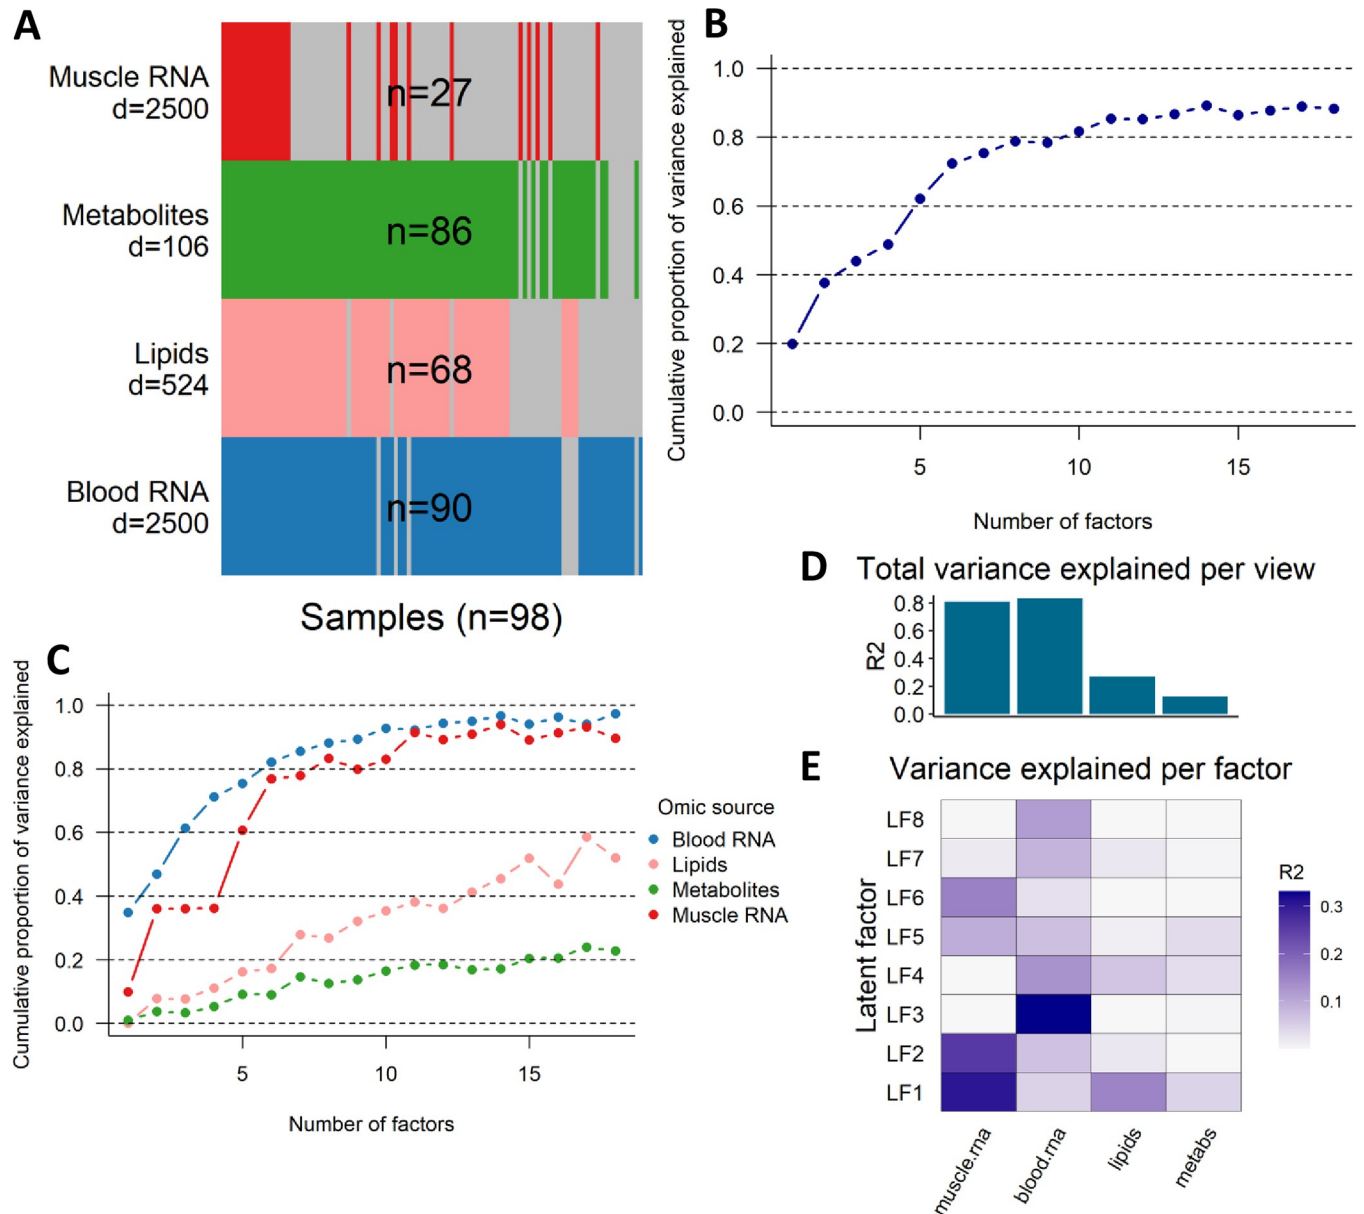 A
Muscle RNA
d=2500
n=27
Metabolites
d=106
n=86
Lipids
d=524
n=68
Blood RNA
d=2500
n=90
Samples (n=98)
B
Cumulative proportion of variance explained
1.0
0.8
0.6
0.4
0.2
0.0
5
10
15
Number of factors
C
Cumulative proportion of variance explained
1.0
0.8
0.6
0.4
0.2
0.0
5
10
15
Number of factors
Omic source
Blood RNA
Lipids
Metabolites
Muscle RNA
D
Total variance explained per view
R2
0.8
0.6
0.4
0.2
0.0
E
Variance explained per factor
Latent factor
LF8
LF7
LF6
LF5
LF4
LF3
LF2
LF1
muscle.rna
blood.rna
lipids
metabs
R2
0.3
0.2
0.1